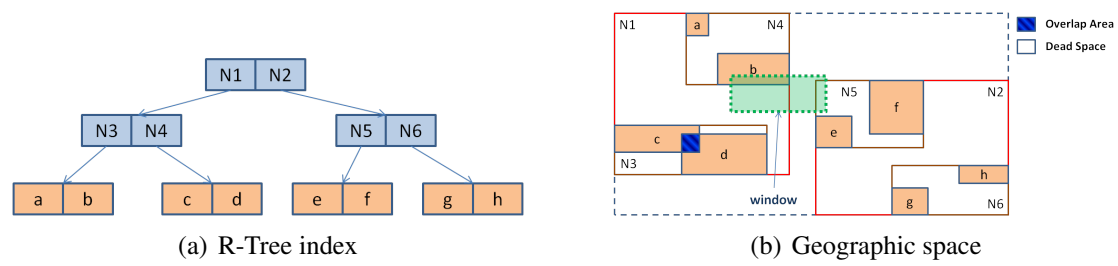 N1 N2
N3 N4
N5 N6
a b
c d
e f
g h
(a) R-Tree index
N1
a
N4
b
c
d
N3
window
N5
f
N2
e
h
g
N6
Overlap Area
Dead Space
(b) Geographic space